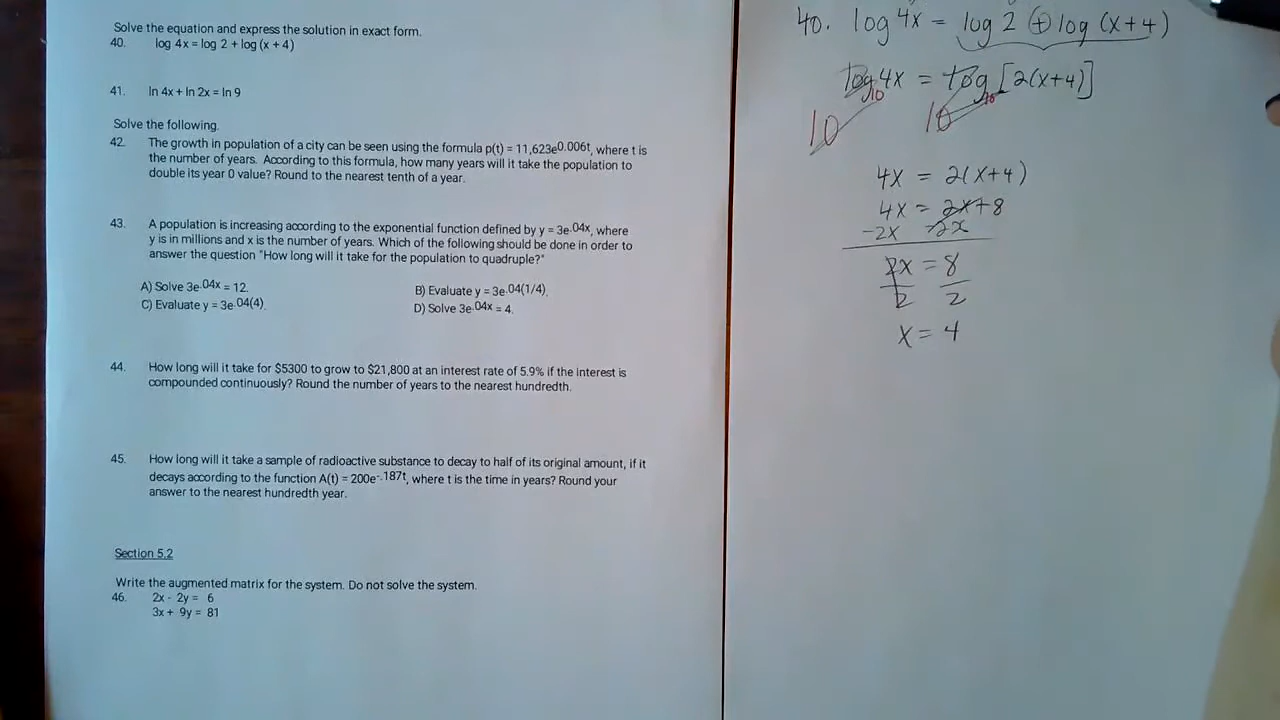 Solve the equation and express the solution in exact form.
40. log 4x = log 2 + log (x + 4)
41. ln 4x + ln 2x = ln 9
Solve the following.
42. The growth in population of a city can be seen using the formula p(t) = 11,623e0.006t, where t is
the number of years. According to this formula, how many years will it take the population to
double its year 0 value? Round to the nearest tenth of a year.
43. A population is increasing according to the exponential function defined by y = 3e.04x, where
y is in millions and x is the number of years. Which of the following should be done in order to
answer the question "How long will it take for the population to quadruple?"
A) Solve 3e.04x = 12. B) Evaluate y = 3e.04(1/4).
C) Evaluate y = 3e.04(4). D) Solve 3e.04x = 4.
44. How long will it take for $5300 to grow to $21,800 at an interest rate of 5.9% if the interest is
compounded continuously? Round the number of years to the nearest hundredth.
45. How long will it take a sample of radioactive substance to decay to half of its original amount, if it
decays according to the function A(t) = 200e-.187t, where t is the time in years? Round your
answer to the nearest hundredth year.
Section 5.2
Write the augmented matrix for the system. Do not solve the system.
46. 2x - 2y = 6
3x + 9y = 81
40. log 4x = log 2 + log (x+4)
log 4x = log [2(x+4)]
10 10 10 10
4x = 2(x+4)
4x = 2x+8
-2x -2x
2x = 8
2 2
x = 4